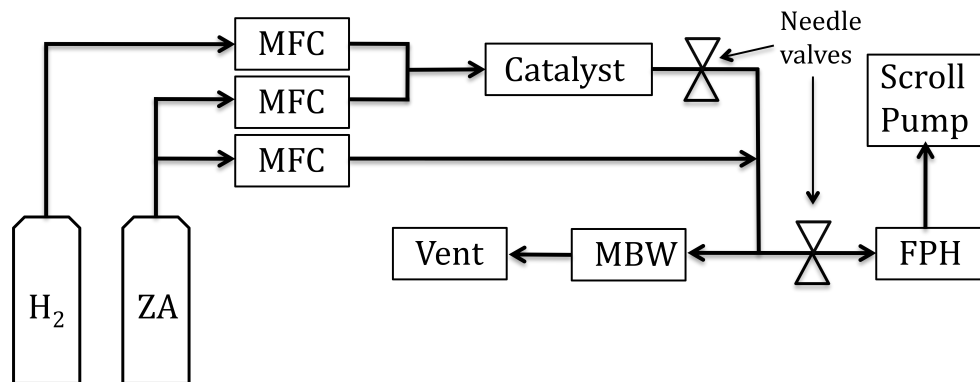 MFC
MFC
MFC
Catalyst
Needle
valves
Scroll
Pump
Vent
MBW
FPH
H₂
ZA